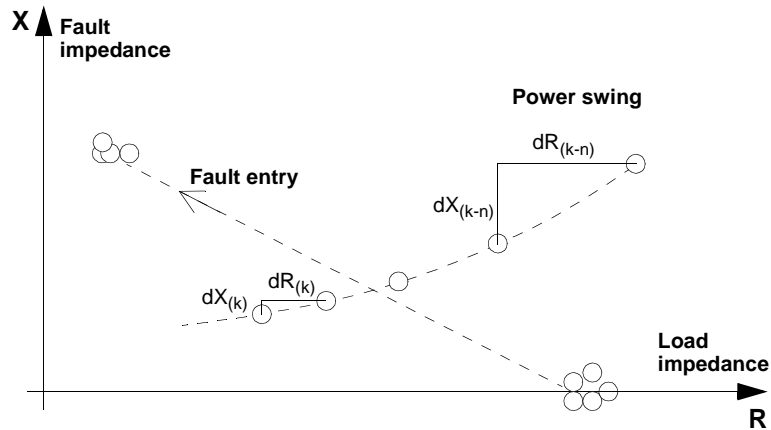 X
Fault
impedance
Power swing
dR(k-n)
Fault entry
dX(k-n)
dR(k)
dX(k)
Load
impedance
R